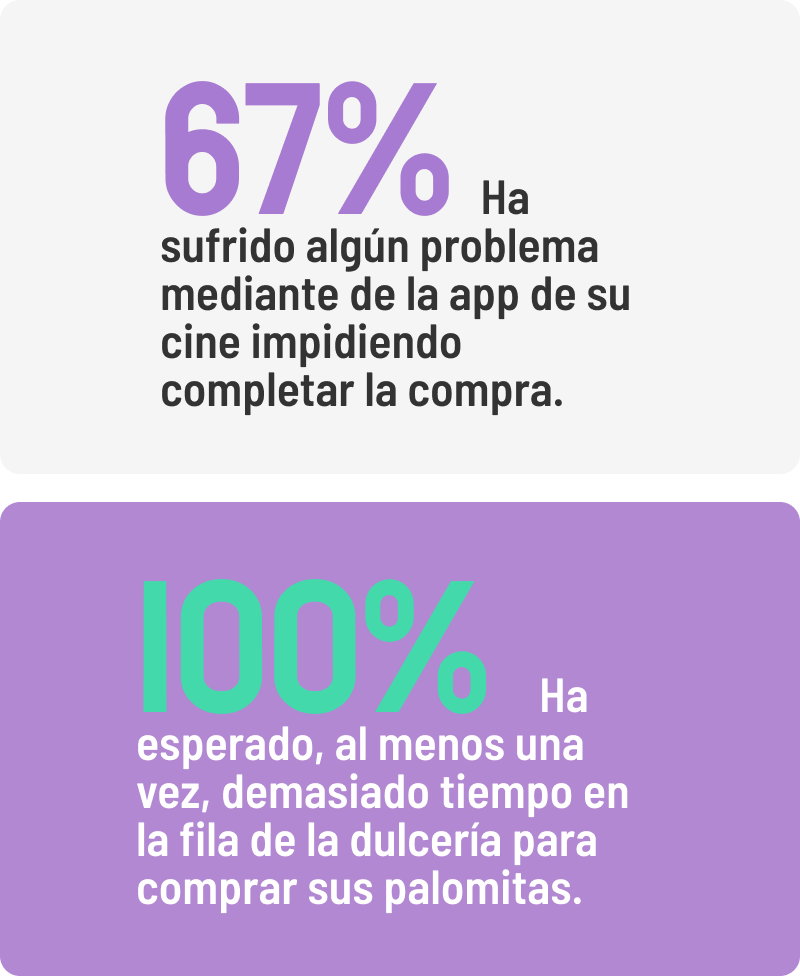 67% Ha
sufrido algún problema
mediante de la app de su
cine impidiendo
completar la compra.
100% Ha
esperado, al menos una
vez, demasiado tiempo en
la fila de la dulcería para
comprar sus palomitas.